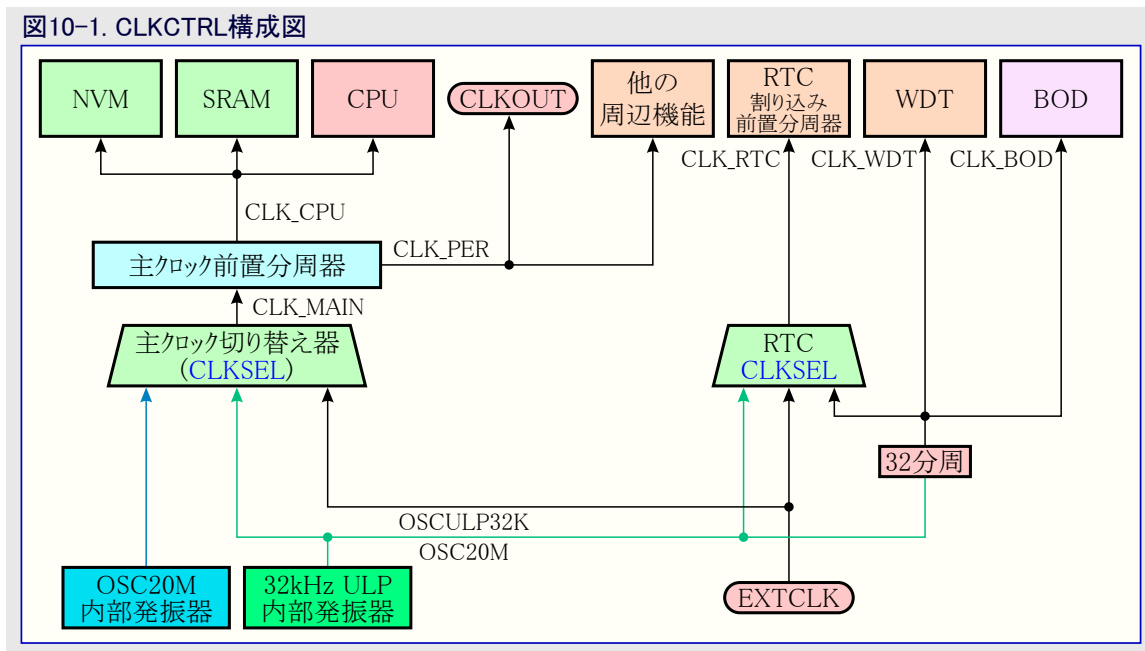 図10-1. CLKCTRL構成図
NVM
SRAM
CPU
CLKOUT
他の
周辺機能
RTC
割り込み
前置分周器
WDT
BOD
CLK_RTC
CLK_WDT
CLK_BOD
CLK_CPU
主クロック前置分周器
CLK_PER
CLK_MAIN
主クロック切り替え器
(CLKSEL)
RTC
CLKSEL
32分周
OSCULP32K
OSC20M
OSC20M
内部発振器
32kHz ULP
内部発振器
EXTCLK